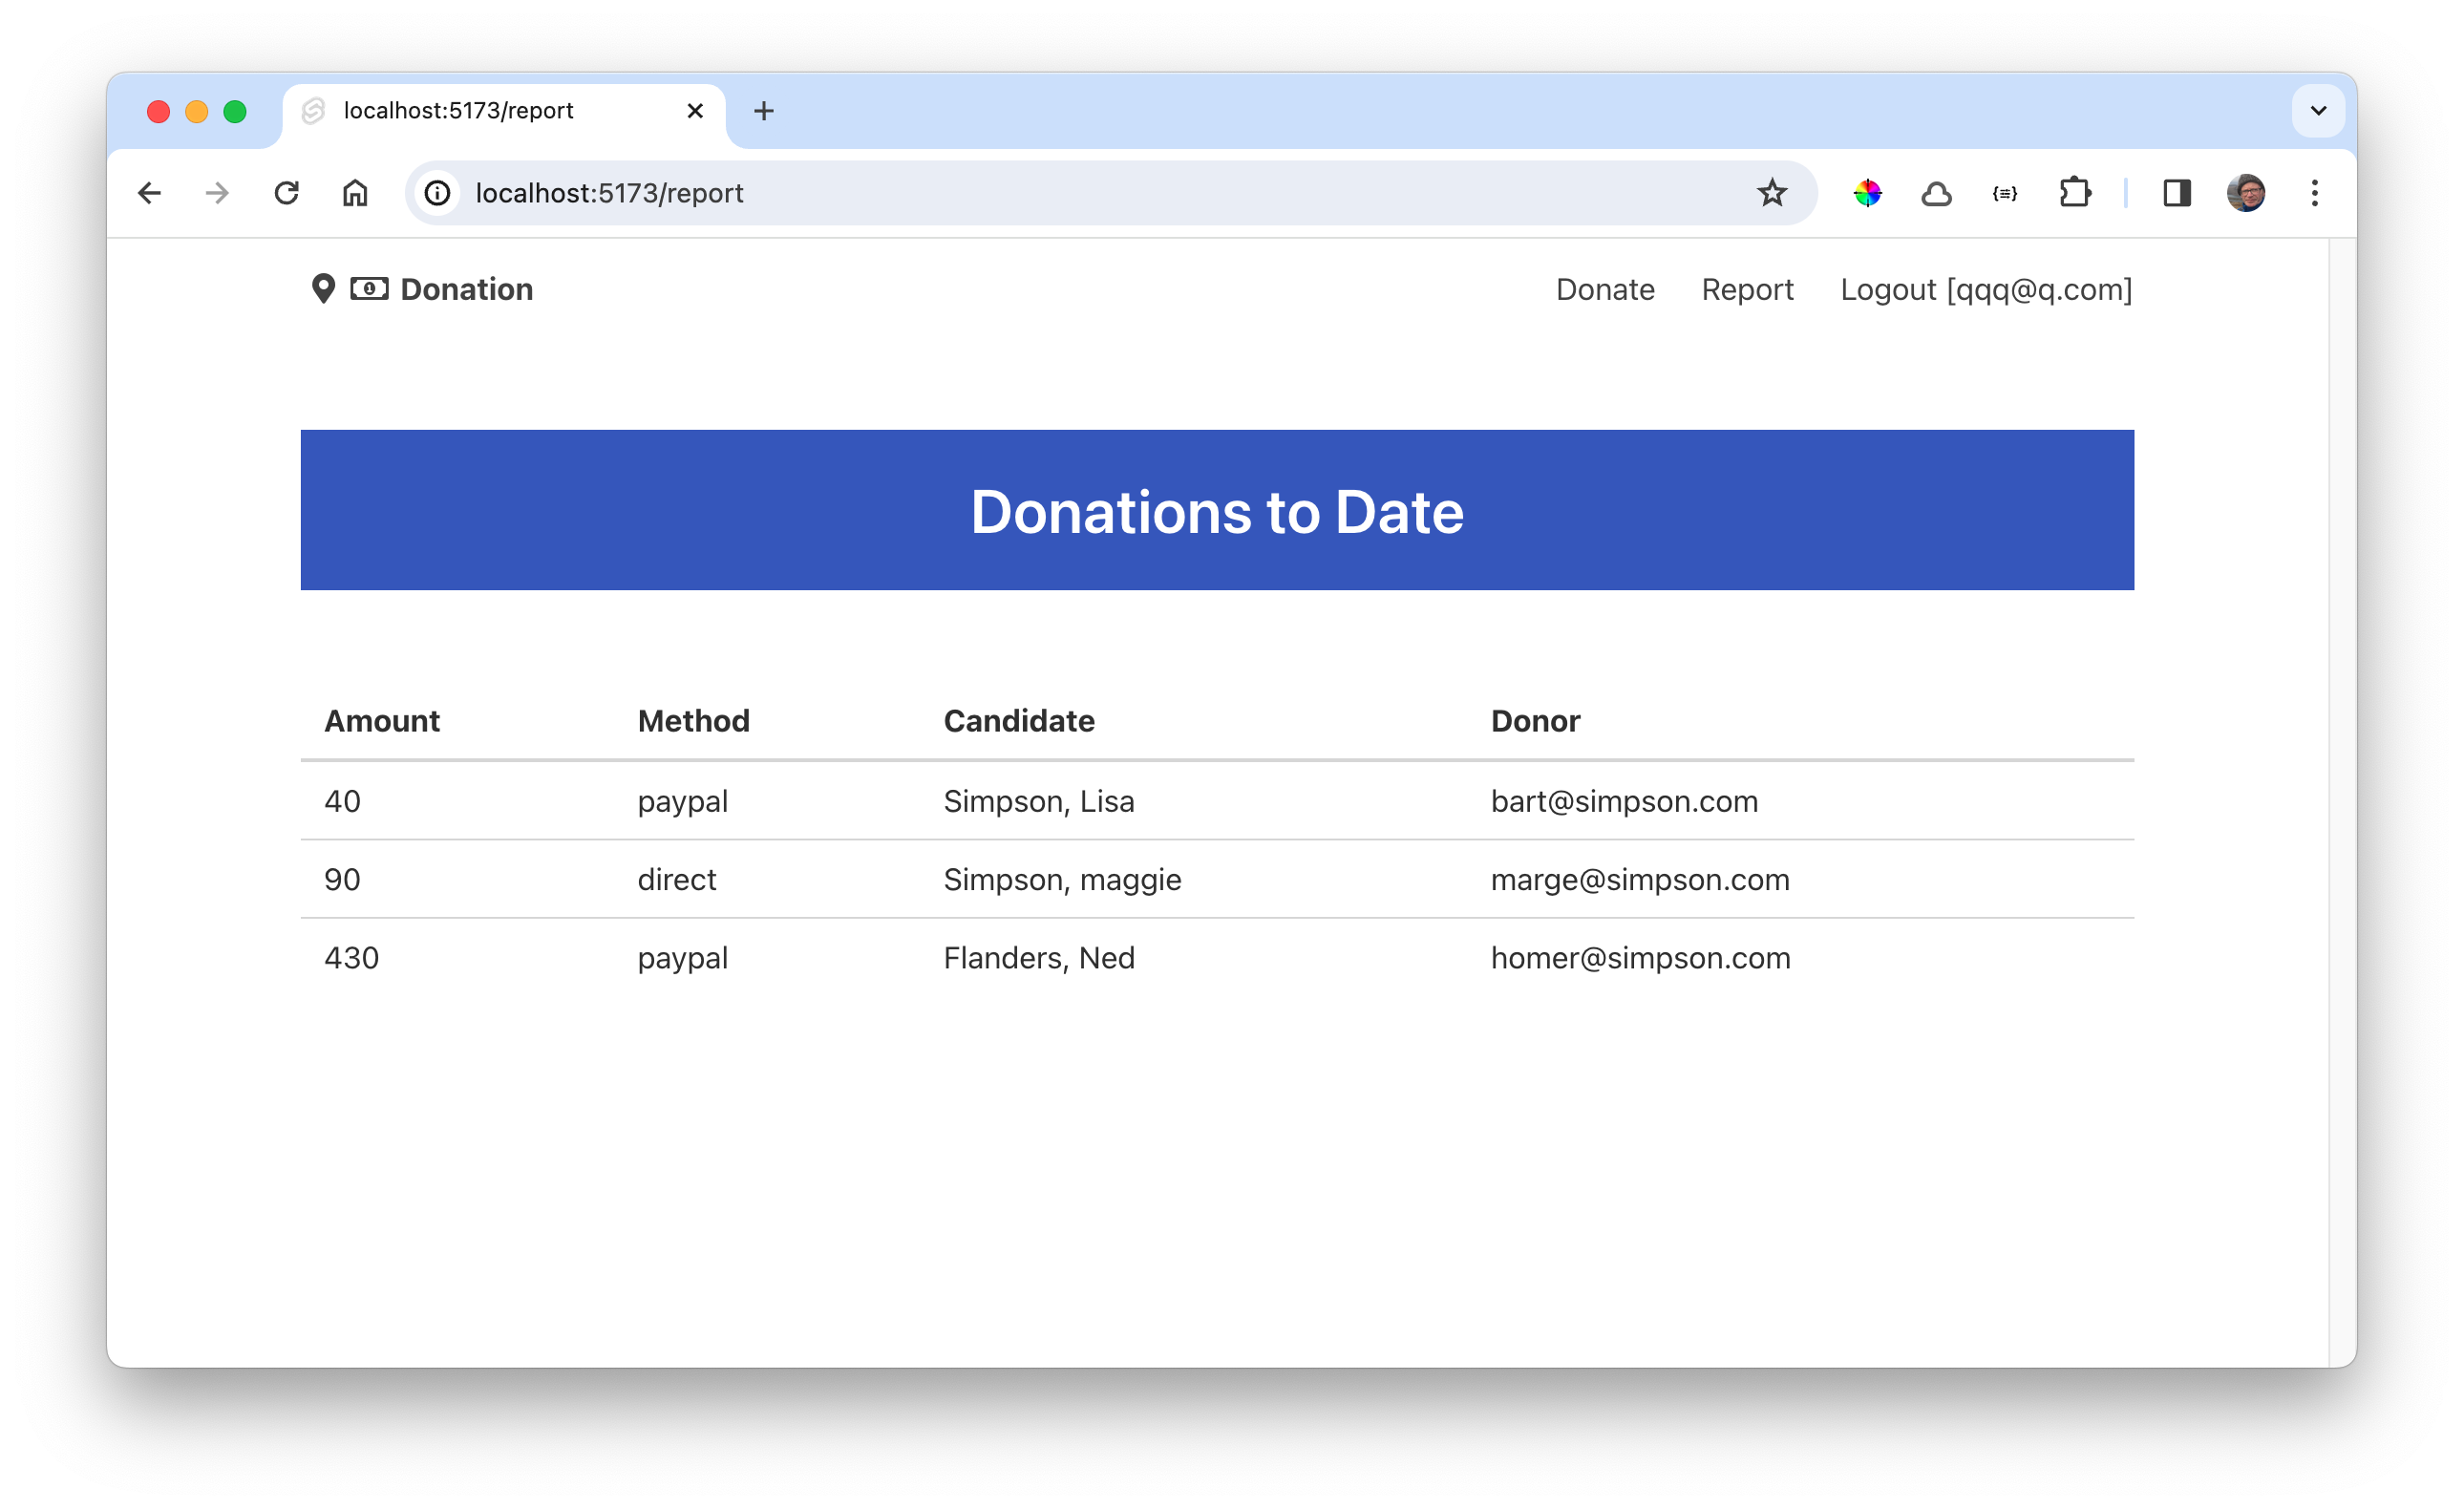 localhost:5173/report
localhost:5173/report
Donation Donate Report Logout [qqq@q.com]
Donations to Date
Amount Method Candidate Donor
40 paypal Simpson, Lisa bart@simpson.com
90 direct Simpson, maggie marge@simpson.com
430 paypal Flanders, Ned homer@simpson.com